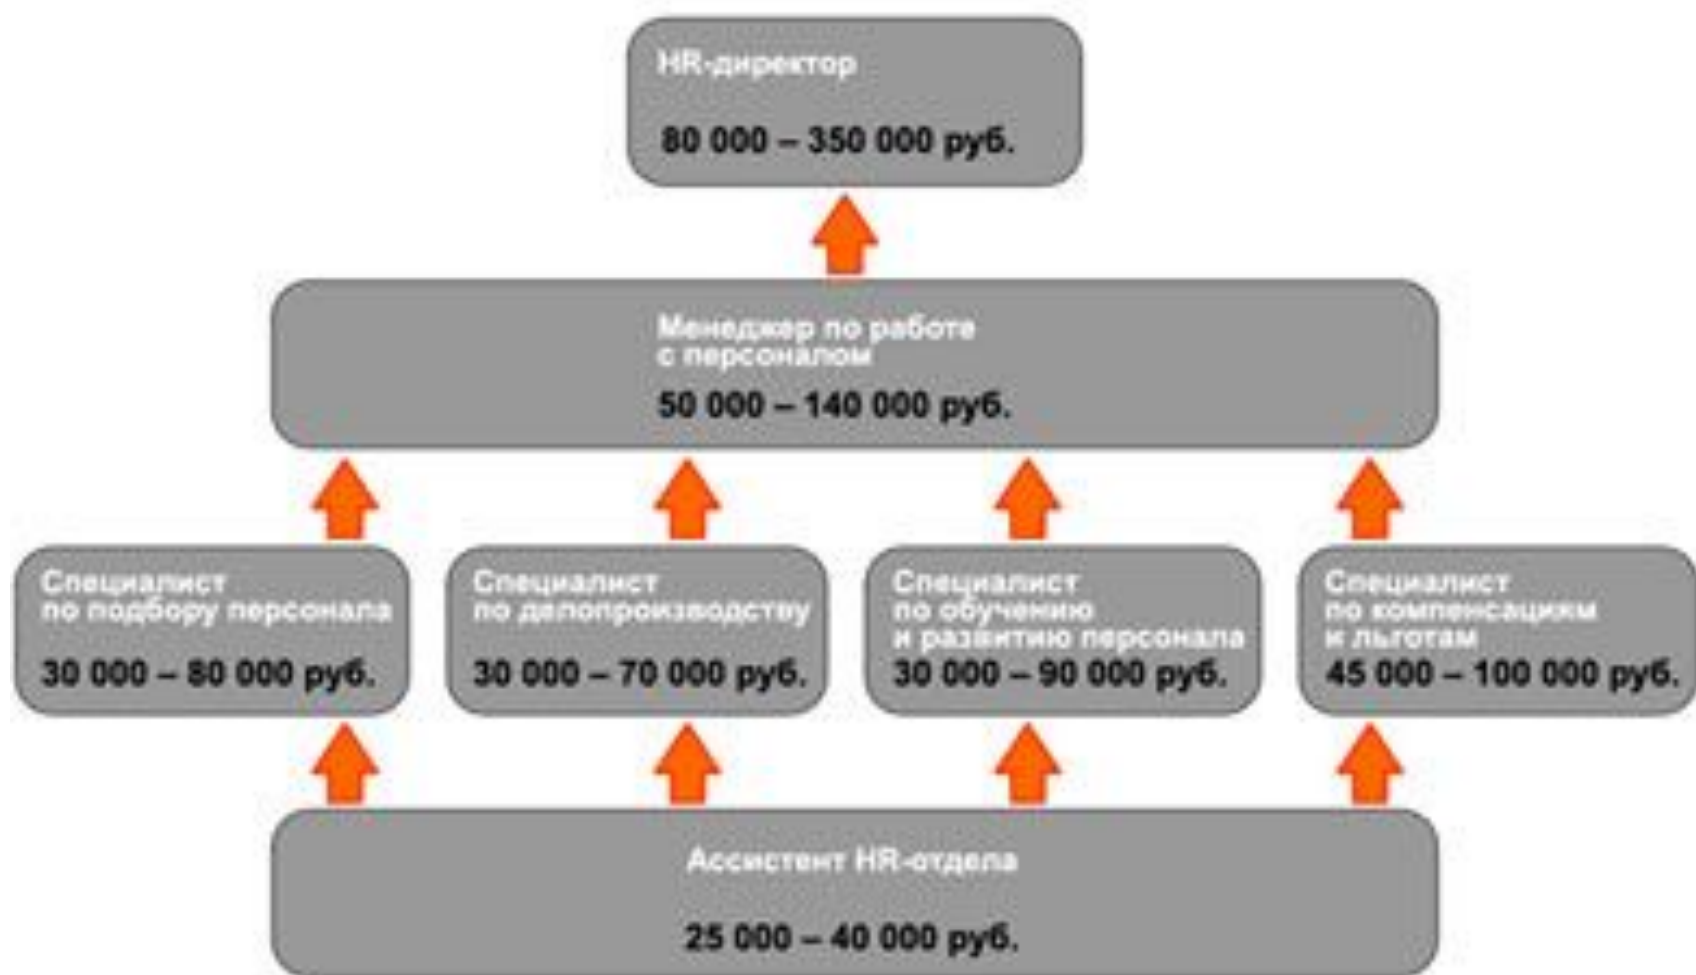 HR-директор
80 000 – 350 000 руб.
Менеджер по работе
с персоналом
50 000 – 140 000 руб.
Специалист
по подбору персонала
30 000 – 80 000 руб.
Специалист
по делопроизводству
30 000 – 70 000 руб.
Специалист
по обучению
и развитию персонала
30 000 – 90 000 руб.
Специалист
по компенсациям
и льготам
45 000 – 100 000 руб.
Ассистент HR-отдела
25 000 – 40 000 руб.